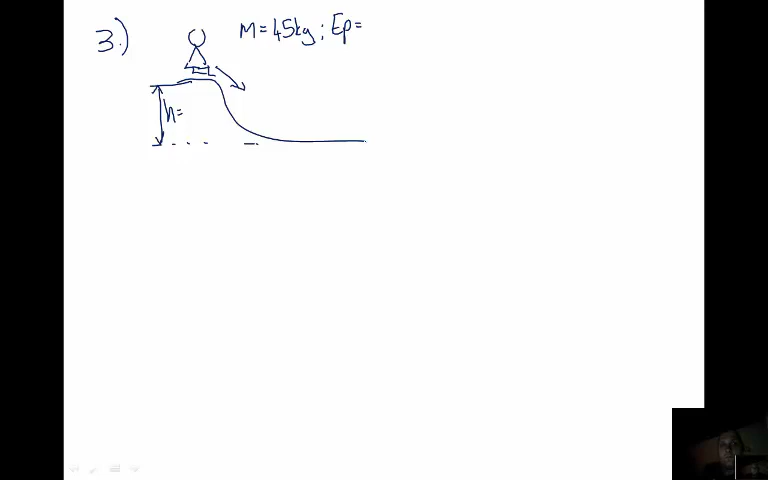 3.)
M = 45kg ; Ep =
h =